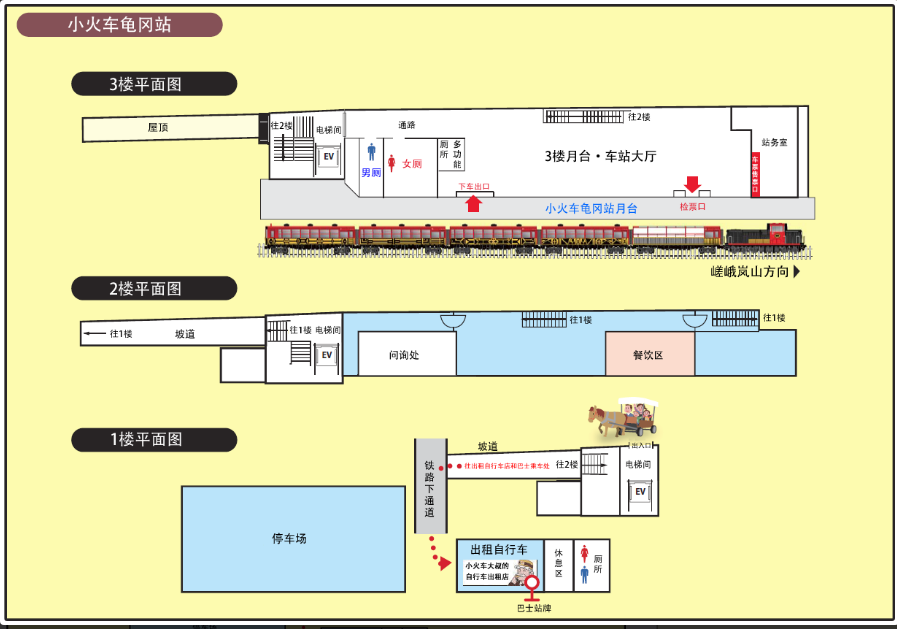 小火车龟冈站
3楼平面图
屋顶
往2楼
电梯间
EV
通路
往2楼
男厕
女厕
多功能
厕所
3楼月台·车站大厅
站务室
车票售票口
下车出口
检票口
小火车龟冈站月台
嵯峨岚山方向
2楼平面图
往1楼
坡道
往1楼
电梯间
EV
问询处
往1楼
餐饮区
往1楼
1楼平面图
停车场
铁路下通道
坡道
往出租自行车店和巴士乘车处
往2楼
出入口
电梯间
EV
出租自行车
小火车大叔的
自行车出租店
休息区
厕所
巴士站牌